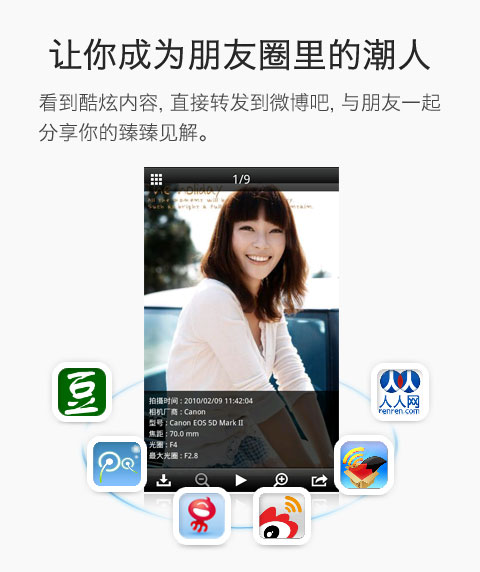 让你成为朋友圈里的潮人
看到酷炫内容, 直接转发到微博吧, 与朋友一起
分享你的臻臻见解。
1/9
拍摄时间 : 2010/02/09 11:42:04
相机厂商 : Canon
型号 : Canon EOS 5D Mark II
焦距 : 70.0 mm
光圈 : F4
最大光圈 : F2.8
豆
人人网
renren.com